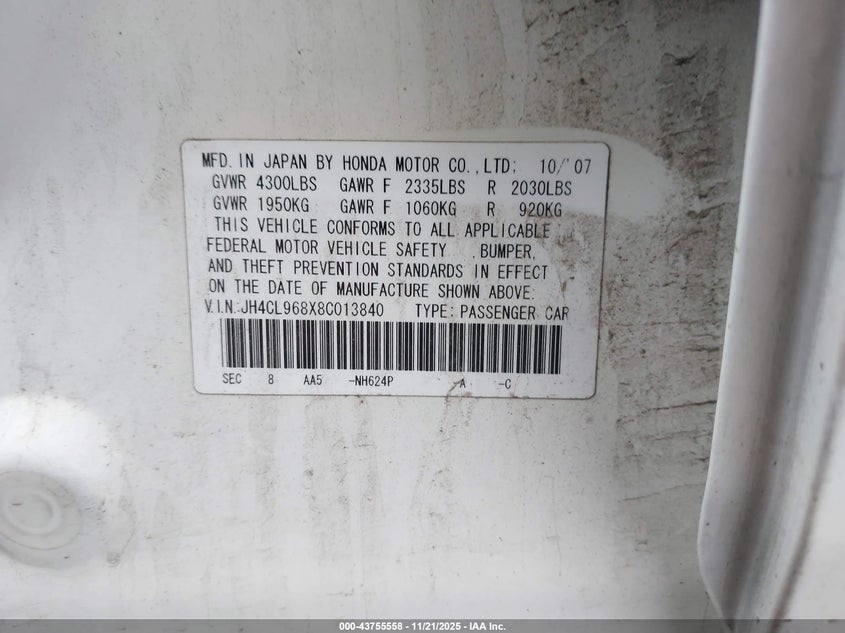 MFD. IN JAPAN BY HONDA MOTOR CO.,LTD; 10/'07
GVWR 4300LBS GAWR F 2335LBS R 2030LBS
GVWR 1950KG GAWR F 1060KG R 920KG
THIS VEHICLE CONFORMS TO ALL APPLICABLE
FEDERAL MOTOR VEHICLE SAFETY , BUMPER,
AND THEFT PREVENTION STANDARDS IN EFFECT
ON THE DATE OF MANUFACTURE SHOWN ABOVE.
V.I.N:JH4CL968X8C013840 TYPE: PASSENGER CAR
SEC 8 AA5 -NH624P -A -C
000-43755558 - 11/21/2025 - IAA Inc.